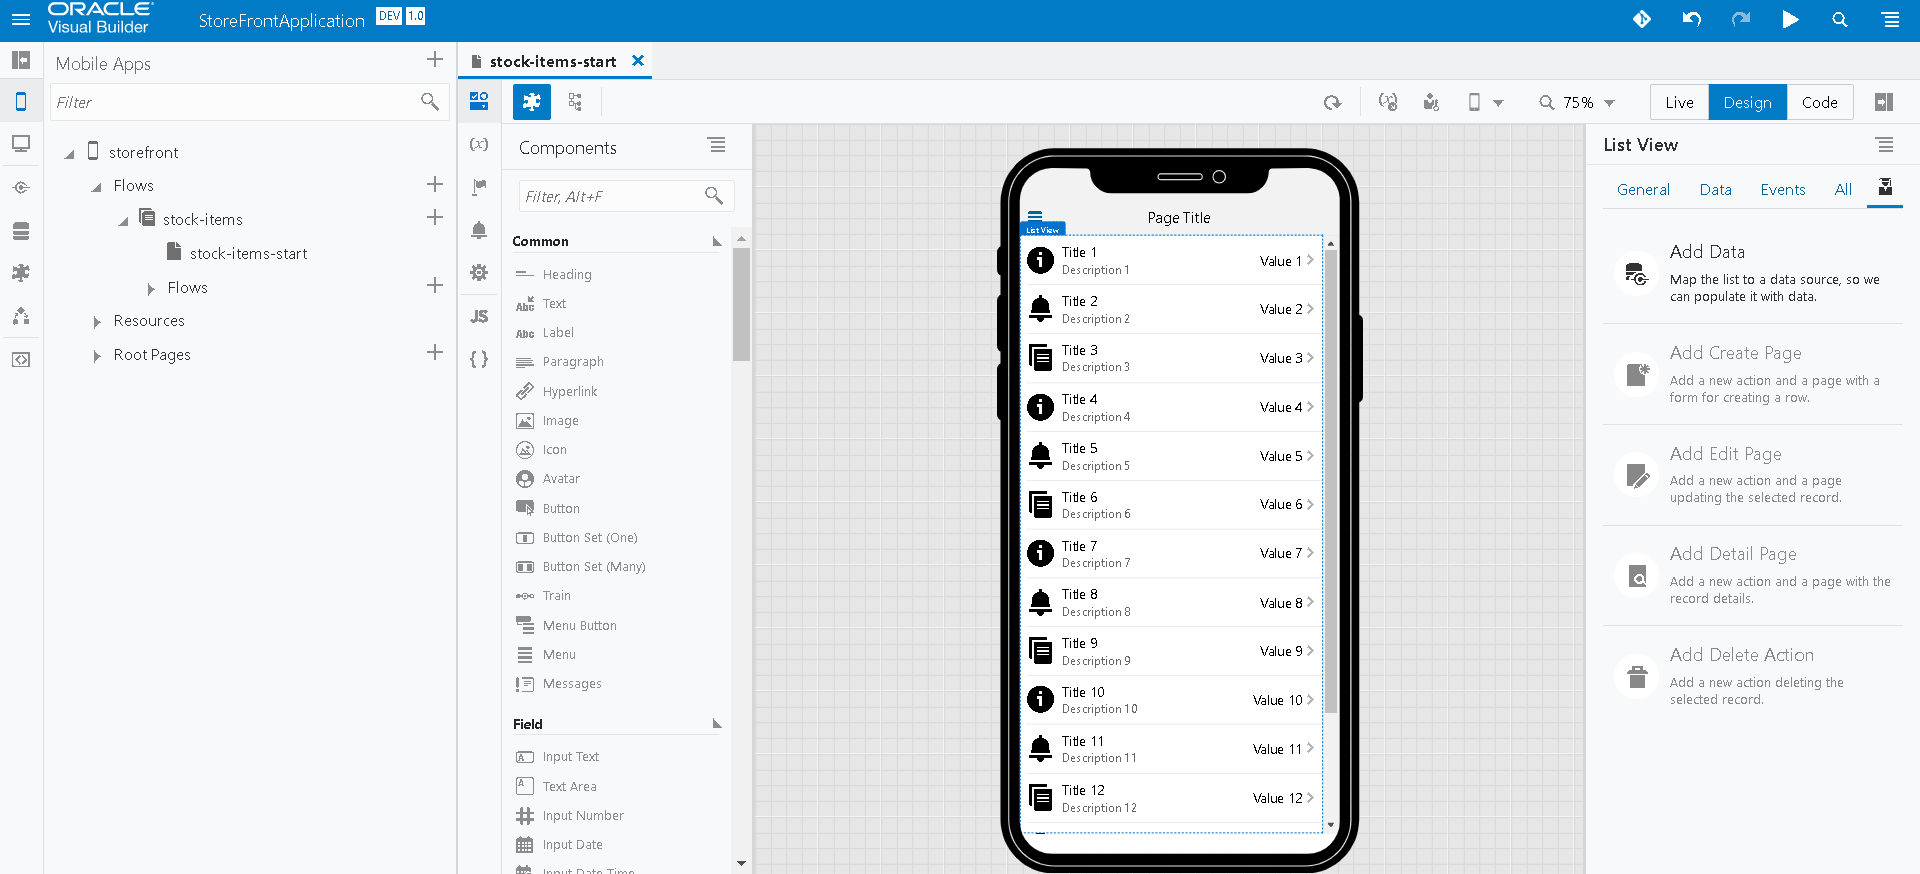 ORACLE
Visual Builder
StoreFrontApplication
DEV 1.0
Mobile Apps
Filter
storefront
Flows
stock-items
stock-items-start
Flows
Resources
Root Pages
stock-items-start
75%
Live
Design
Code
(x)
JS
{ }
Components
Filter, Alt+F
Common
Heading
Abc Text
Abc Label
Paragraph
Hyperlink
Image
Icon
Avatar
Button
Button Set (One)
Button Set (Many)
Train
Menu Button
Menu
Messages
Field
Input Text
Text Area
Input Number
Input Date
Input Date Time
Page Title
List View
Title 1
Description 1
Value 1
Title 2
Description 2
Value 2
Title 3
Description 3
Value 3
Title 4
Description 4
Value 4
Title 5
Description 5
Value 5
Title 6
Description 6
Value 6
Title 7
Description 7
Value 7
Title 8
Description 8
Value 8
Title 9
Description 9
Value 9
Title 10
Description 10
Value 10
Title 11
Description 11
Value 11
Title 12
Description 12
Value 12
List View
General
Data
Events
All
Add Data
Map the list to a data source, so we
can populate it with data.
Add Create Page
Add a new action and a page with a
form for creating a row.
Add Edit Page
Add a new action and a page
updating the selected record.
Add Detail Page
Add a new action and a page with the
record details.
Add Delete Action
Add a new action deleting the
selected record.